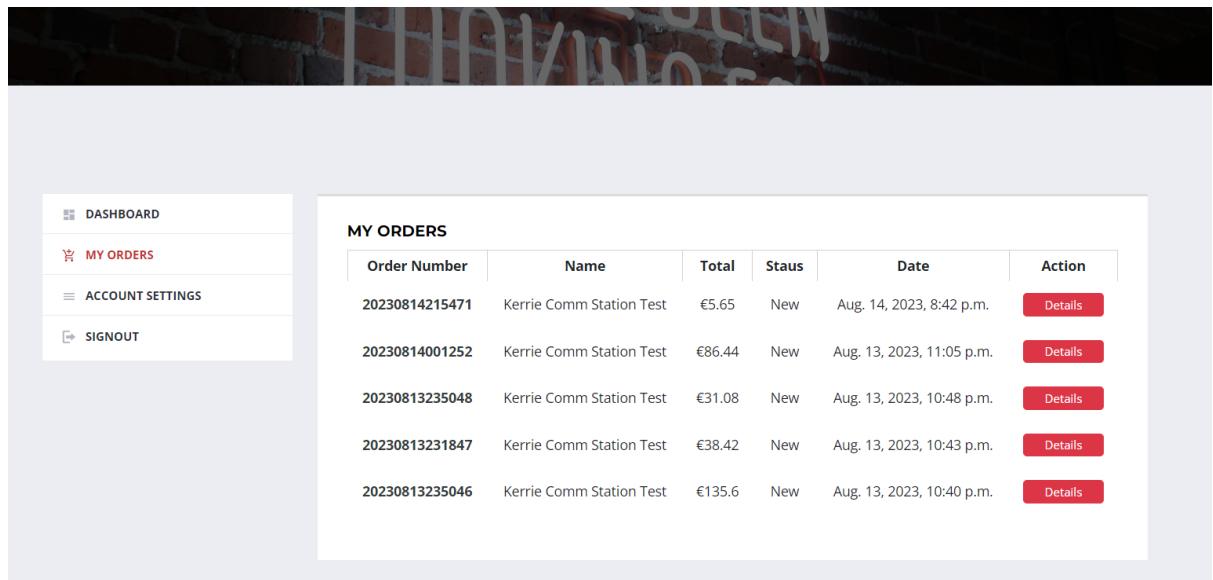 DASHBOARD
MY ORDERS
ACCOUNT SETTINGS
SIGNOUT
MY ORDERS
Order Number Name Total Staus Date Action
20230814215471 Kerrie Comm Station Test €5.65 New Aug. 14, 2023, 8:42 p.m. Details
20230814001252 Kerrie Comm Station Test €86.44 New Aug. 13, 2023, 11:05 p.m. Details
20230813235048 Kerrie Comm Station Test €31.08 New Aug. 13, 2023, 10:48 p.m. Details
20230813231847 Kerrie Comm Station Test €38.42 New Aug. 13, 2023, 10:43 p.m. Details
20230813235046 Kerrie Comm Station Test €135.6 New Aug. 13, 2023, 10:40 p.m. Details